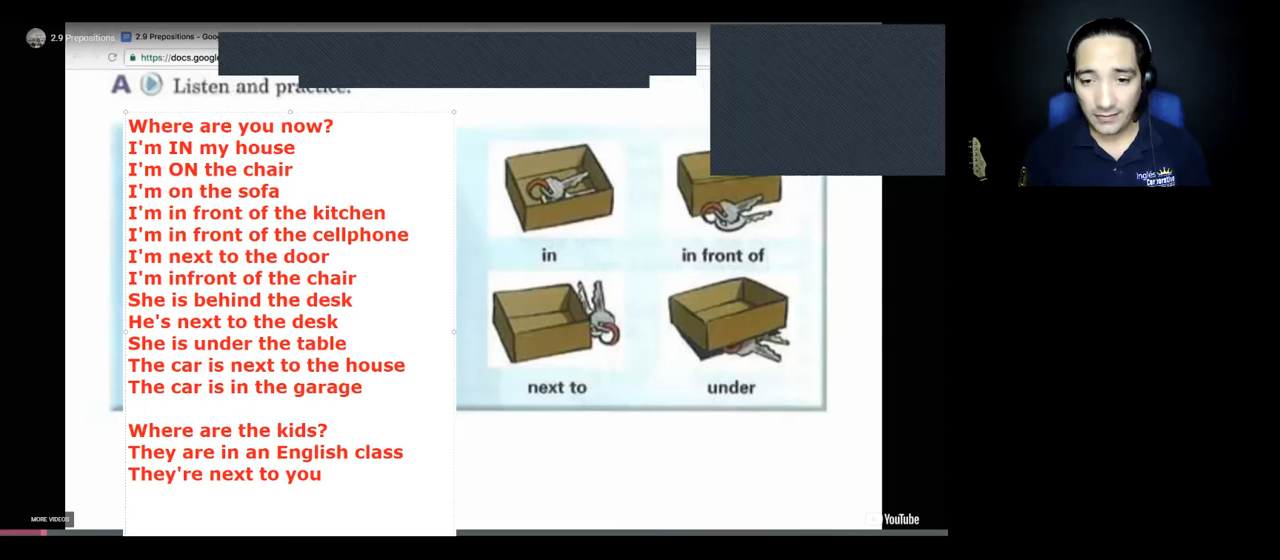 2.9 Prepositions
2.9 Prepositions - Goo
https://docs.googl
A Listen and practice.
Where are you now?
I'm IN my house
I'm ON the chair
I'm on the sofa
I'm in front of the kitchen
I'm in front of the cellphone
I'm next to the door
I'm infront of the chair
She is behind the desk
He's next to the desk
She is under the table
The car is next to the house
The car is in the garage
Where are the kids?
They are in an English class
They're next to you
in
in front of
next to
under
MORE VIDEOS
YouTube
Inglés
Corporativo